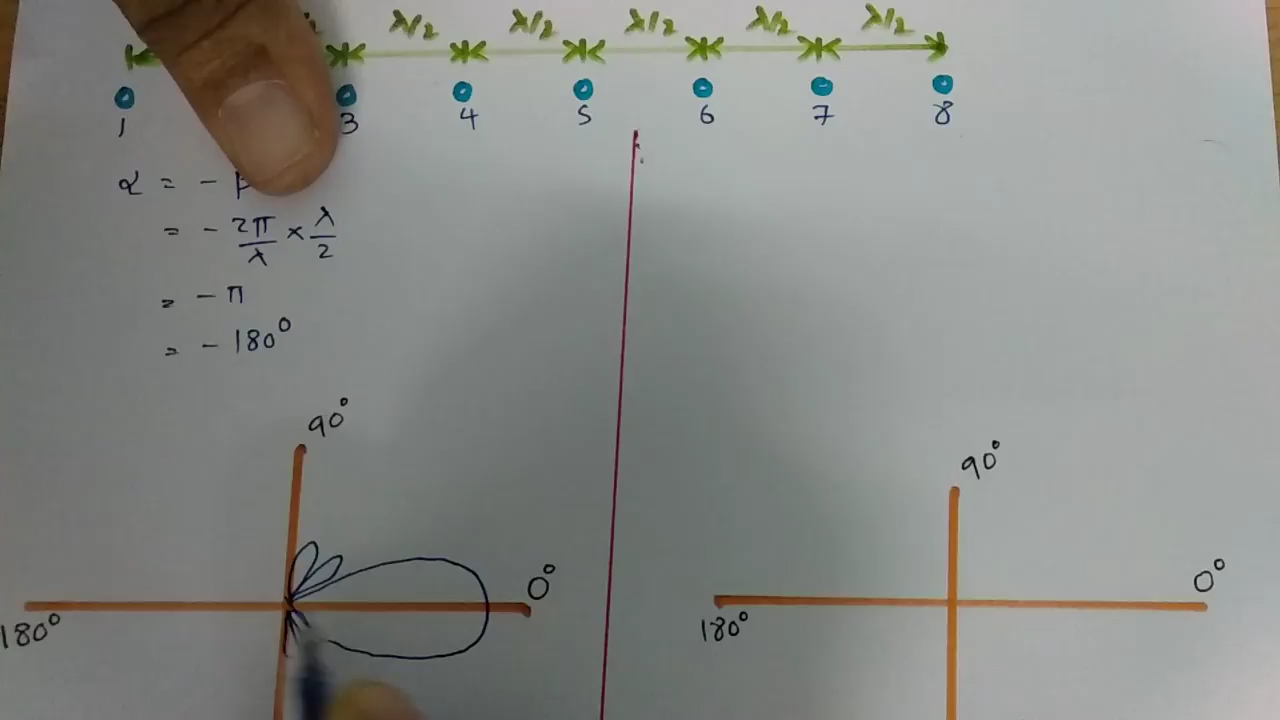 λ/2 λ/2 λ/2 λ/2 λ/2
1 3 4 5 6 7 8
α = - β
= - 2π/λ × λ/2
= - π
= - 180°
90°
90°
0°
0°
180°
180°